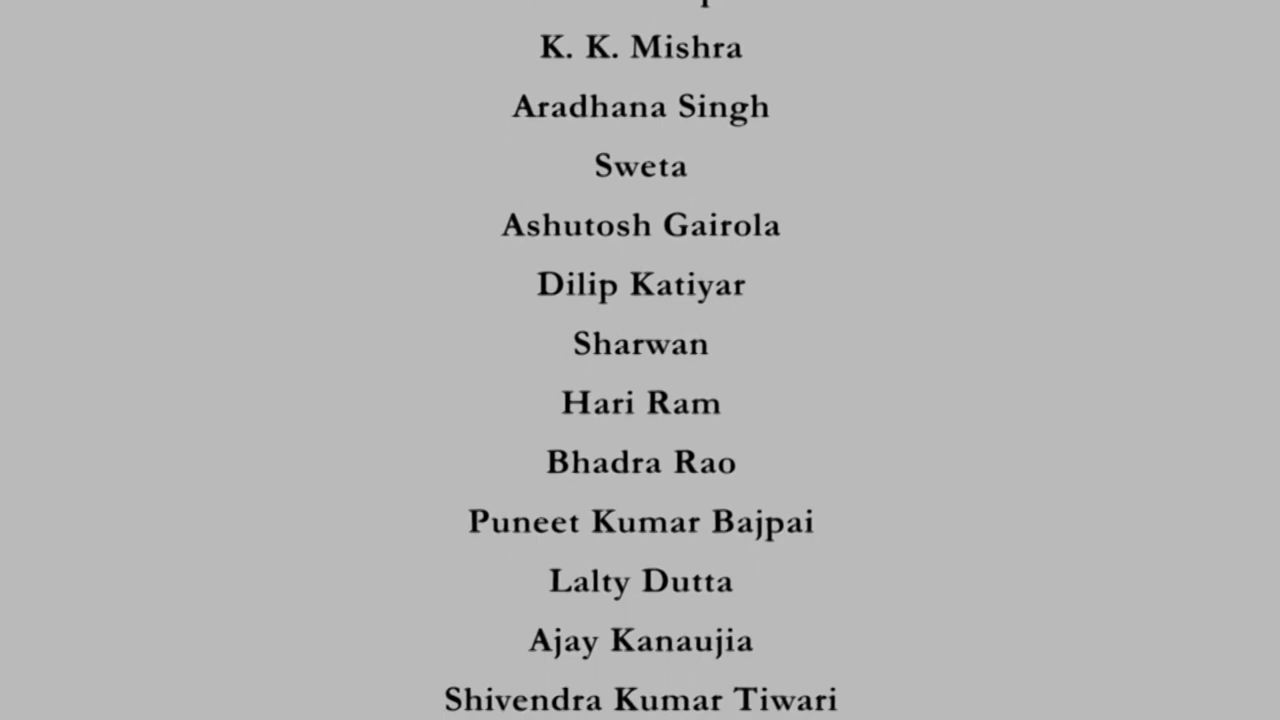 K. K. Mishra
Aradhana Singh
Sweta
Ashutosh Gairola
Dilip Katiyar
Sharwan
Hari Ram
Bhadra Rao
Puneet Kumar Bajpai
Lalty Dutta
Ajay Kanaujia
Shivendra Kumar Tiwari